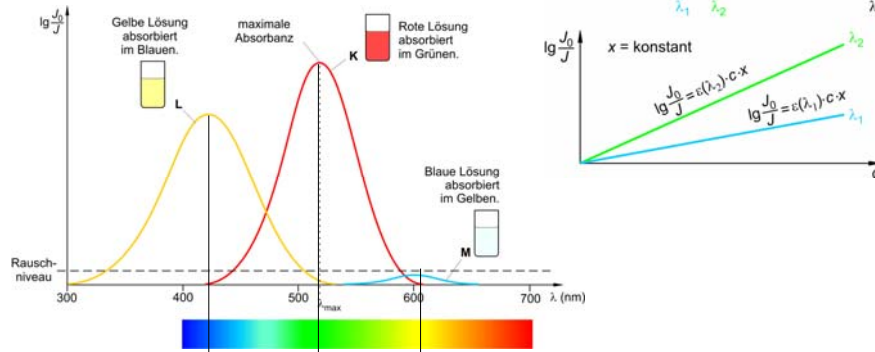 lg J₀/J
Gelbe Lösung
absorbiert
im Blauen.
L
maximale
Absorbanz
K
Rote Lösung
absorbiert
im Grünen.
Blaue Lösung
absorbiert
im Gelben.
M
Rausch-
niveau
300 400 500 600 700 λ (nm)
λmax
λ₁ λ₂
lg J₀/J
x = konstant
λ₂
lg J₀/J = ε(λ₂)·c·x
lg J₀/J = ε(λ₁)·c·x
λ₁